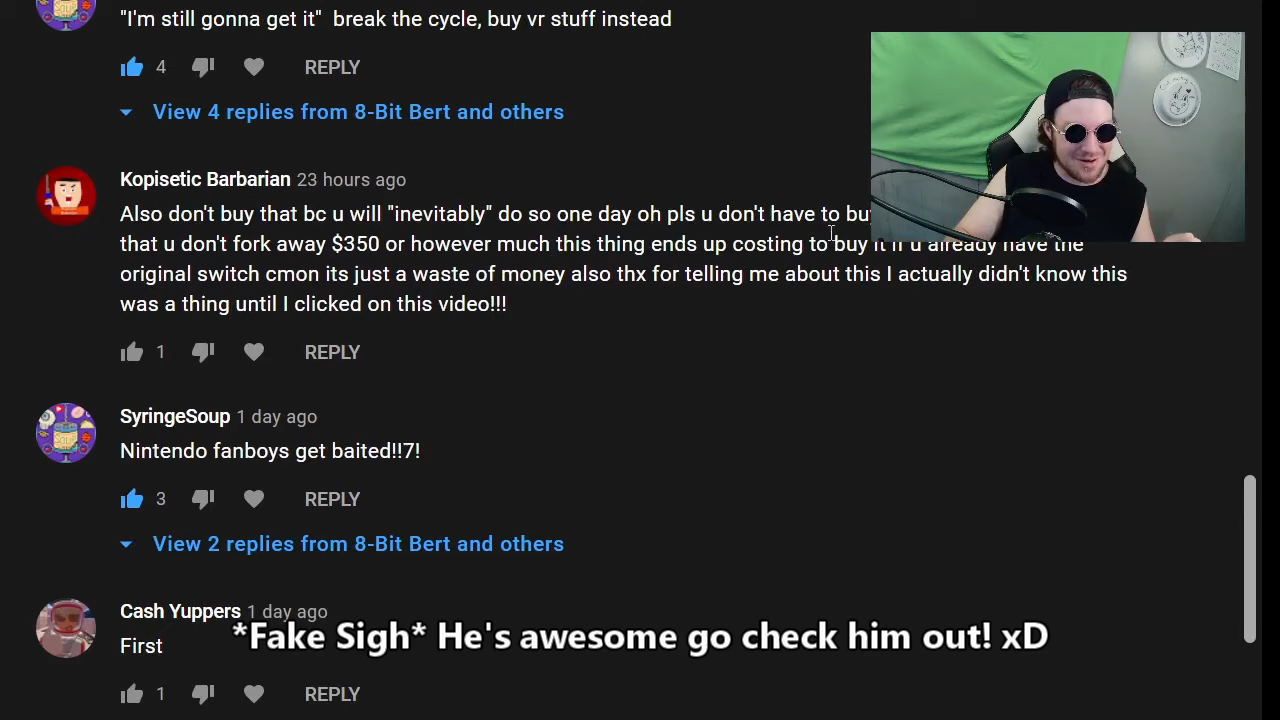 "I'm still gonna get it"  break the cycle, buy vr stuff instead
4 REPLY
View 4 replies from 8-Bit Bert and others
Kopisetic Barbarian 23 hours ago
Also don't buy that bc u will "inevitably" do so one day oh pls u don't have to buy
that u don't fork away $350 or however much this thing ends up costing to buy it if u already have the
original switch cmon its just a waste of money also thx for telling me about this I actually didn't know this
was a thing until I clicked on this video!!!
1 REPLY
SyringeSoup 1 day ago
Nintendo fanboys get baited!!7!
3 REPLY
View 2 replies from 8-Bit Bert and others
Cash Yuppers 1 day ago
First
*Fake Sigh* He's awesome go check him out! xD
1 REPLY